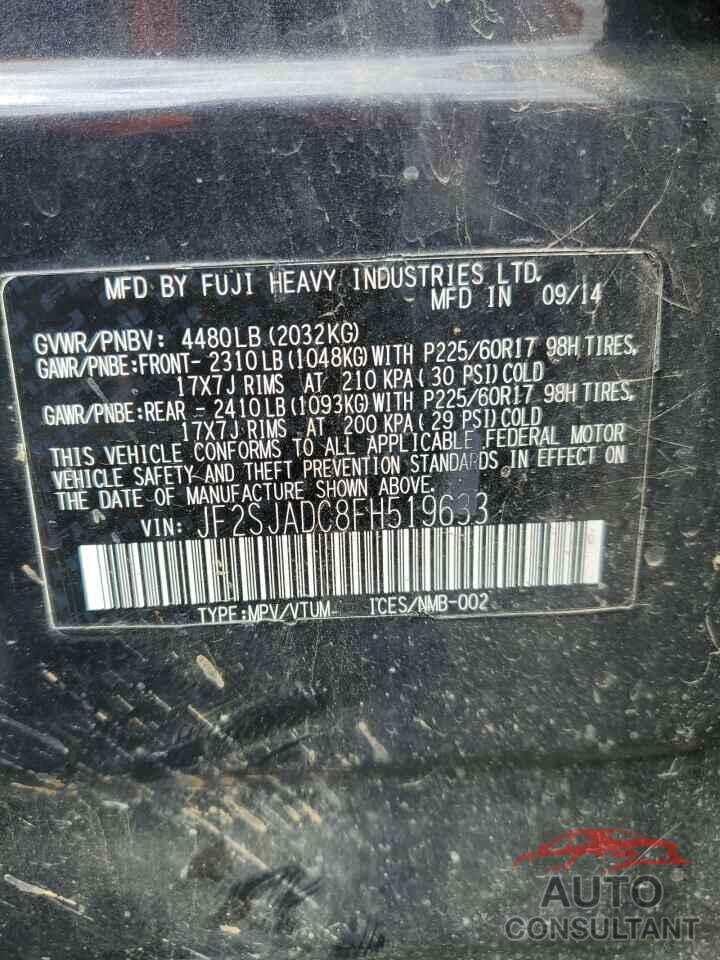 MFD BY FUJI HEAVY INDUSTRIES LTD.
MFD IN 09/14
GVWR/PNBV: 4480LB(2032KG)
GAWR/PNBE:FRONT- 2310LB(1048KG)WITH P225/60R17 98H TIRES,
17X7J RIMS AT 210 KPA( 30 PSI)COLD
GAWR/PNBE:REAR - 2410LB(1093KG)WITH P225/60R17 98H TIRES,
17X7J RIMS AT 200 KPA( 29 PSI)COLD
THIS VEHICLE CONFORMS TO ALL APPLICABLE FEDERAL MOTOR
VEHICLE SAFETY AND THEFT PREVENTION STANDARDS IN EFFECT ON
THE DATE OF MANUFACTURE SHOWN ABOVE.
VIN: JF2SJADC8FH519633
TYPE:MPV/VTUM ICES/NMB-002
AUTO
CONSULTANT